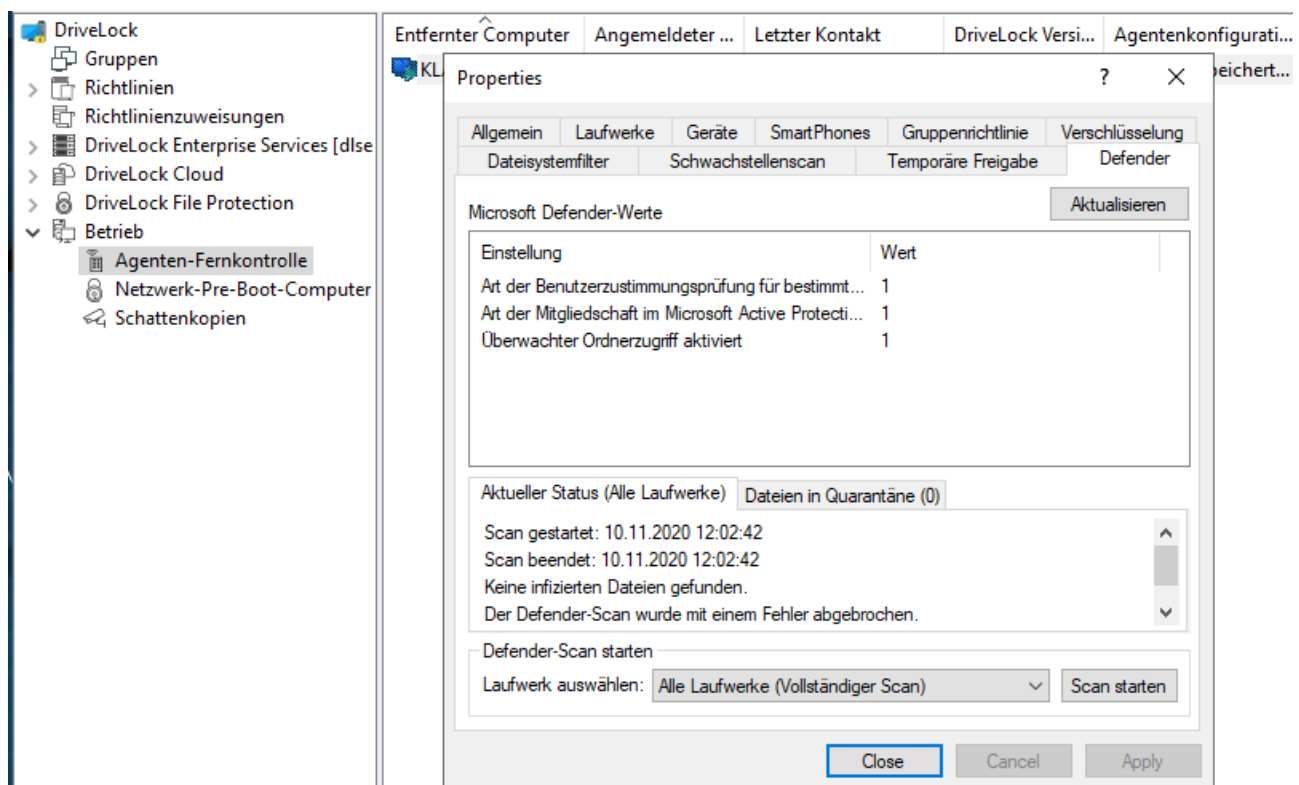 DriveLock
Gruppen
Richtlinien
Richtlinienzuweisungen
DriveLock Enterprise Services [dlse
DriveLock Cloud
DriveLock File Protection
Betrieb
Agenten-Fernkontrolle
Netzwerk-Pre-Boot-Computer
Schattenkopien
Entfernter Computer Angemeldeter ... Letzter Kontakt DriveLock Versi... Agentenkonfigurati...
KL
eichert...
Properties ?
Allgemein Laufwerke Geräte SmartPhones Gruppenrichtlinie Verschlüsselung
Dateisystemfilter Schwachstellenscan Temporäre Freigabe Defender
Microsoft Defender-Werte Aktualisieren
Einstellung Wert
Art der Benutzerzustimmungsprüfung für bestimmt... 1
Art der Mitgliedschaft im Microsoft Active Protecti... 1
Überwachter Ordnerzugriff aktiviert 1
Aktueller Status (Alle Laufwerke) Dateien in Quarantäne (0)
Scan gestartet: 10.11.2020 12:02:42
Scan beendet: 10.11.2020 12:02:42
Keine infizierten Dateien gefunden.
Der Defender-Scan wurde mit einem Fehler abgebrochen.
Defender-Scan starten
Laufwerk auswählen: Alle Laufwerke (Vollständiger Scan) Scan starten
Close Cancel Apply